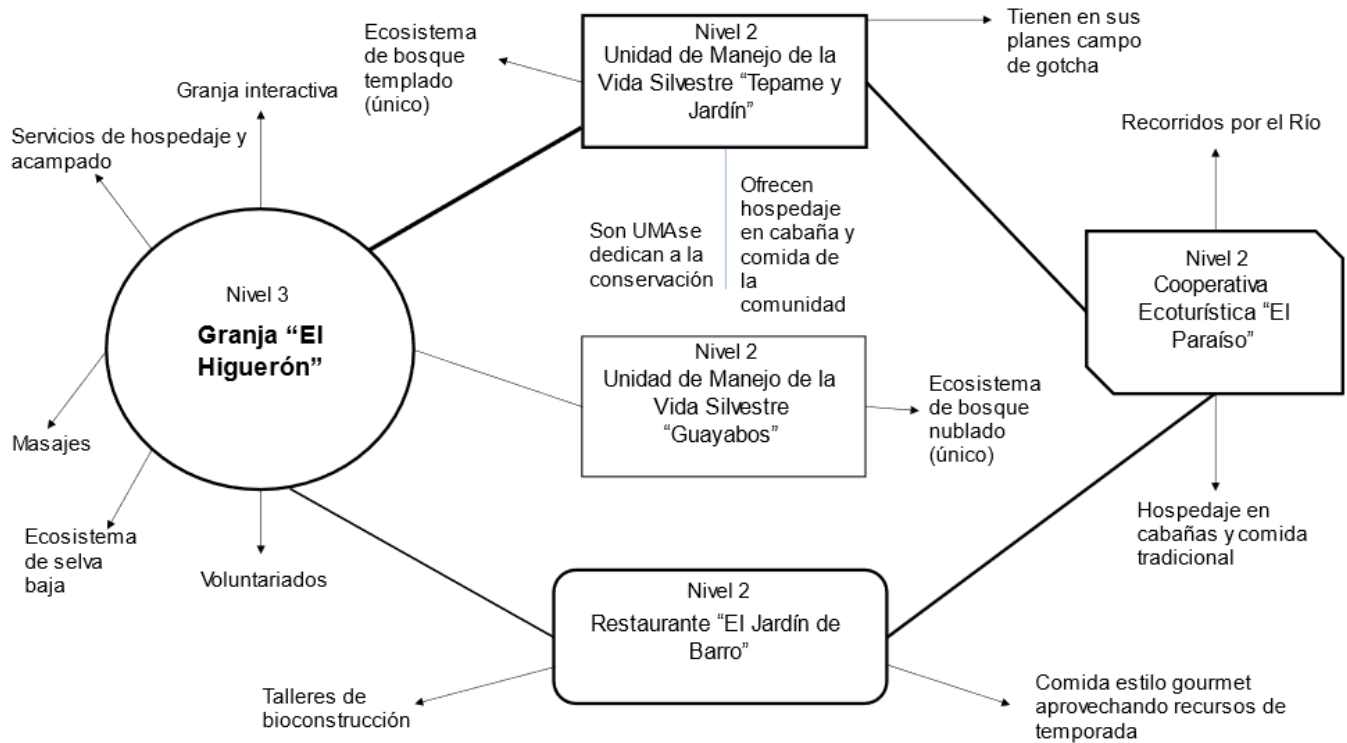 Nivel 2
Unidad de Manejo de la
Vida Silvestre “Tepame y
Jardín”
Tienen en sus
planes campo
de gotcha
Ecosistema
de bosque
templado
(único)
Granja interactiva
Servicios de hospedaje y
acampado
Recorridos por el Río
Son UMA se
dedican a la
conservación
Ofrecen
hospedaje
en cabaña y
comida de
la
comunidad
Nivel 3
Granja “El
Higuerón”
Nivel 2
Cooperativa
Ecoturística “El
Paraíso”
Nivel 2
Unidad de Manejo de la
Vida Silvestre
“Guayabos”
Ecosistema
de bosque
nublado
(único)
Masajes
Ecosistema
de selva
baja
Voluntariados
Hospedaje en
cabañas y comida
tradicional
Nivel 2
Restaurante “El Jardín de
Barro”
Talleres de
bioconstrucción
Comida estilo gourmet
aprovechando recursos de
temporada